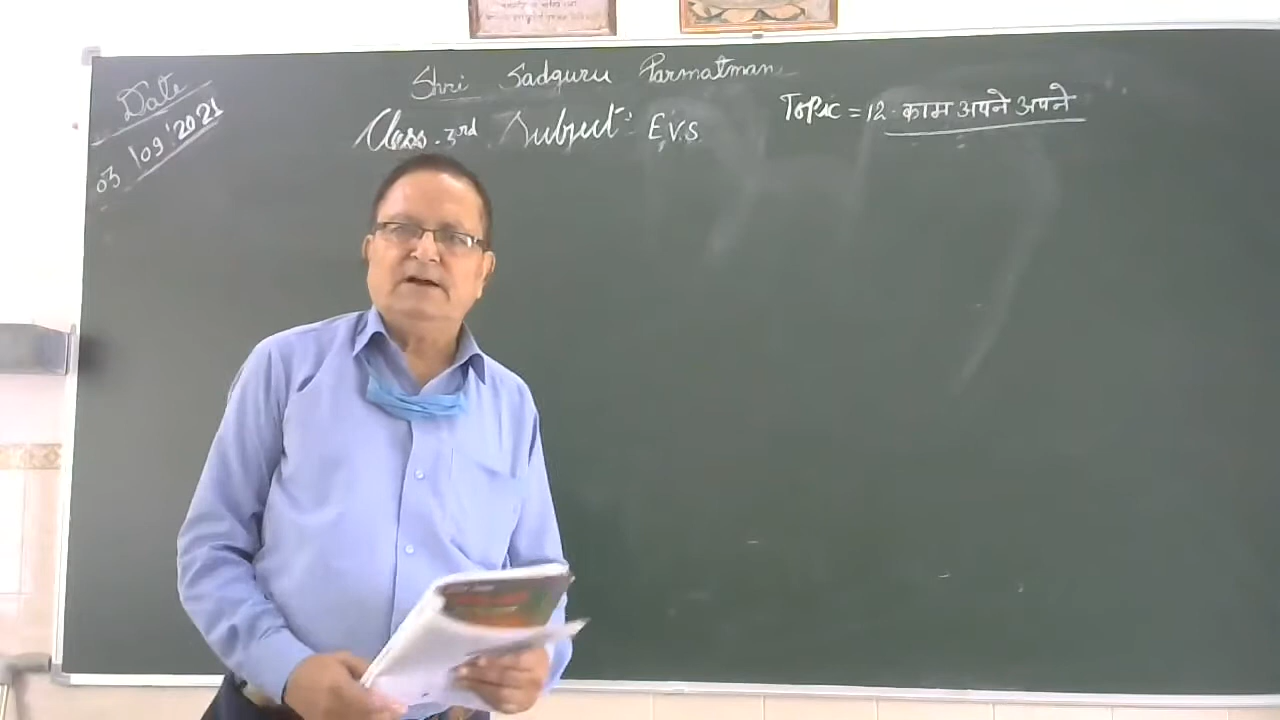 Shri Sadguru Parmatman
Date
03/09/2021
Class. 3rd Subject: E.V.S.
Topic = 12. काम अपने अपने